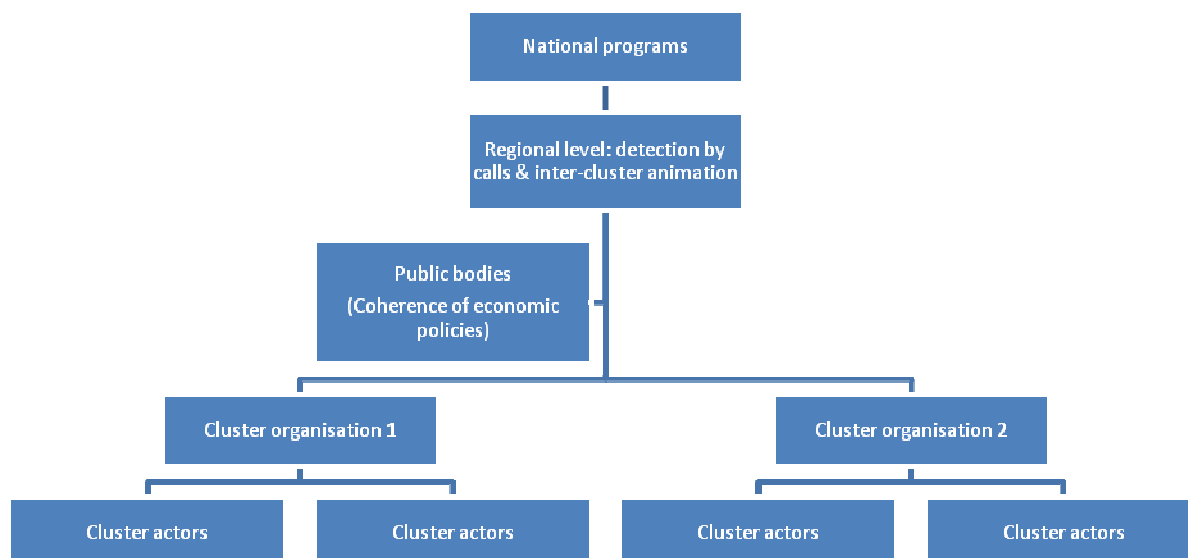 National programs
Regional level: detection by
calls & inter-cluster animation
Public bodies
(Coherence of economic
policies)
Cluster organisation 1
Cluster organisation 2
Cluster actors
Cluster actors
Cluster actors
Cluster actors